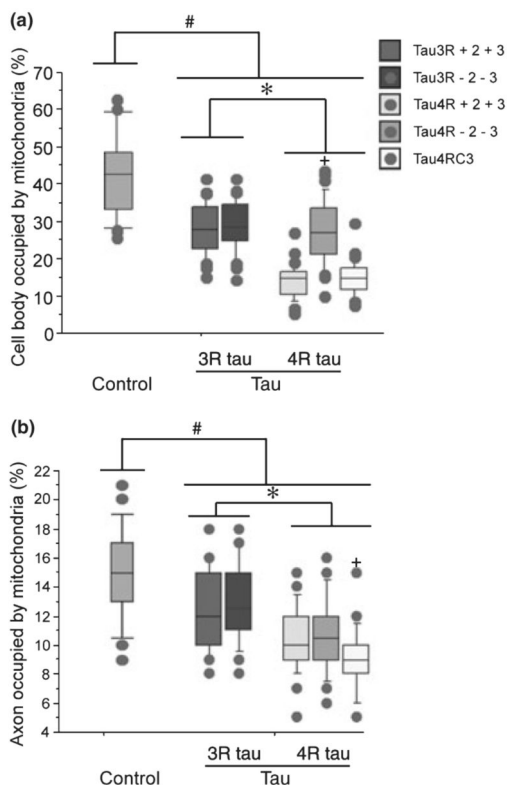 (a)
#
*
+
Cell body occupied by mitochondria (%)
70
60
50
40
30
20
10
0
Tau3R + 2 + 3
Tau3R - 2 - 3
Tau4R + 2 + 3
Tau4R - 2 - 3
Tau4RC3
3R tau 4R tau
Control Tau
(b)
#
*
+
Axon occupied by mitochondria (%)
22
20
18
16
14
12
10
8
6
4
3R tau 4R tau
Control Tau